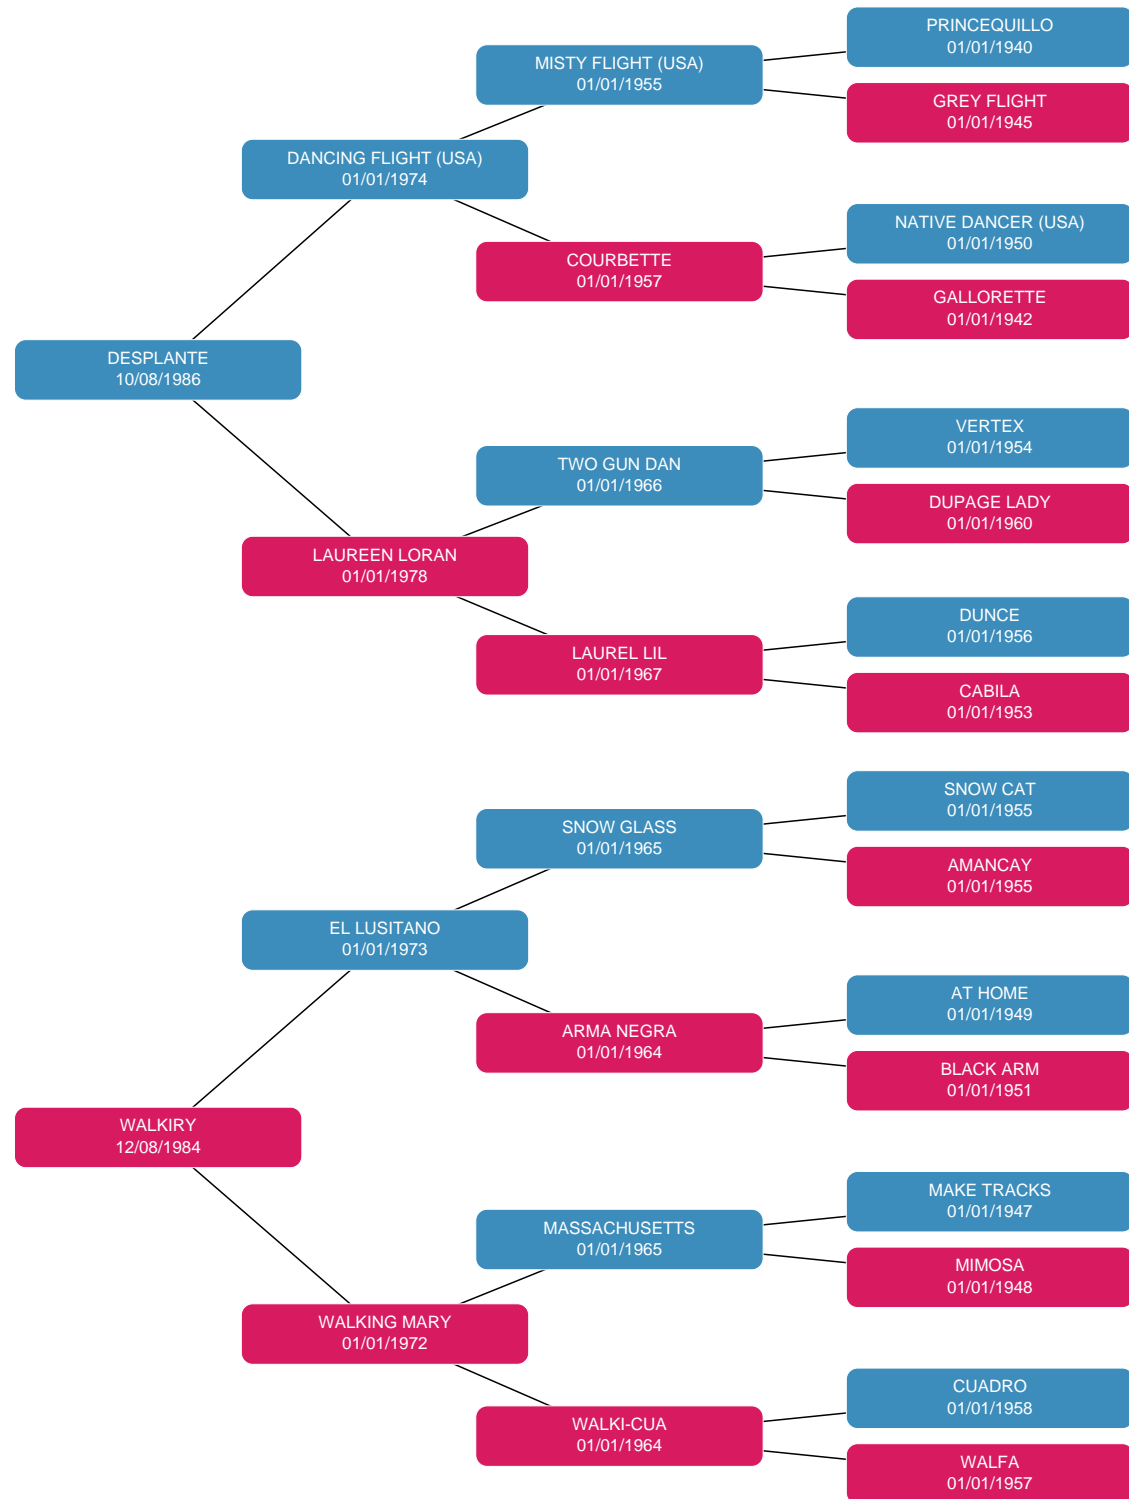 PRINCEQUILLO
01/01/1940
MISTY FLIGHT (USA)
01/01/1955
GREY FLIGHT
01/01/1945
DANCING FLIGHT (USA)
01/01/1974
NATIVE DANCER (USA)
01/01/1950
COURBETTE
01/01/1957
GALLORETTE
01/01/1942
DESPLANTE
10/08/1986
VERTEX
01/01/1954
TWO GUN DAN
01/01/1966
DUPAGE LADY
01/01/1960
LAUREEN LORAN
01/01/1978
DUNCE
01/01/1956
LAUREL LIL
01/01/1967
CABILA
01/01/1953
SNOW CAT
01/01/1955
SNOW GLASS
01/01/1965
AMANCAY
01/01/1955
EL LUSITANO
01/01/1973
AT HOME
01/01/1949
ARMA NEGRA
01/01/1964
BLACK ARM
01/01/1951
WALKIRY
12/08/1984
MAKE TRACKS
01/01/1947
MASSACHUSETTS
01/01/1965
MIMOSA
01/01/1948
WALKING MARY
01/01/1972
CUADRO
01/01/1958
WALKI-CUA
01/01/1964
WALFA
01/01/1957